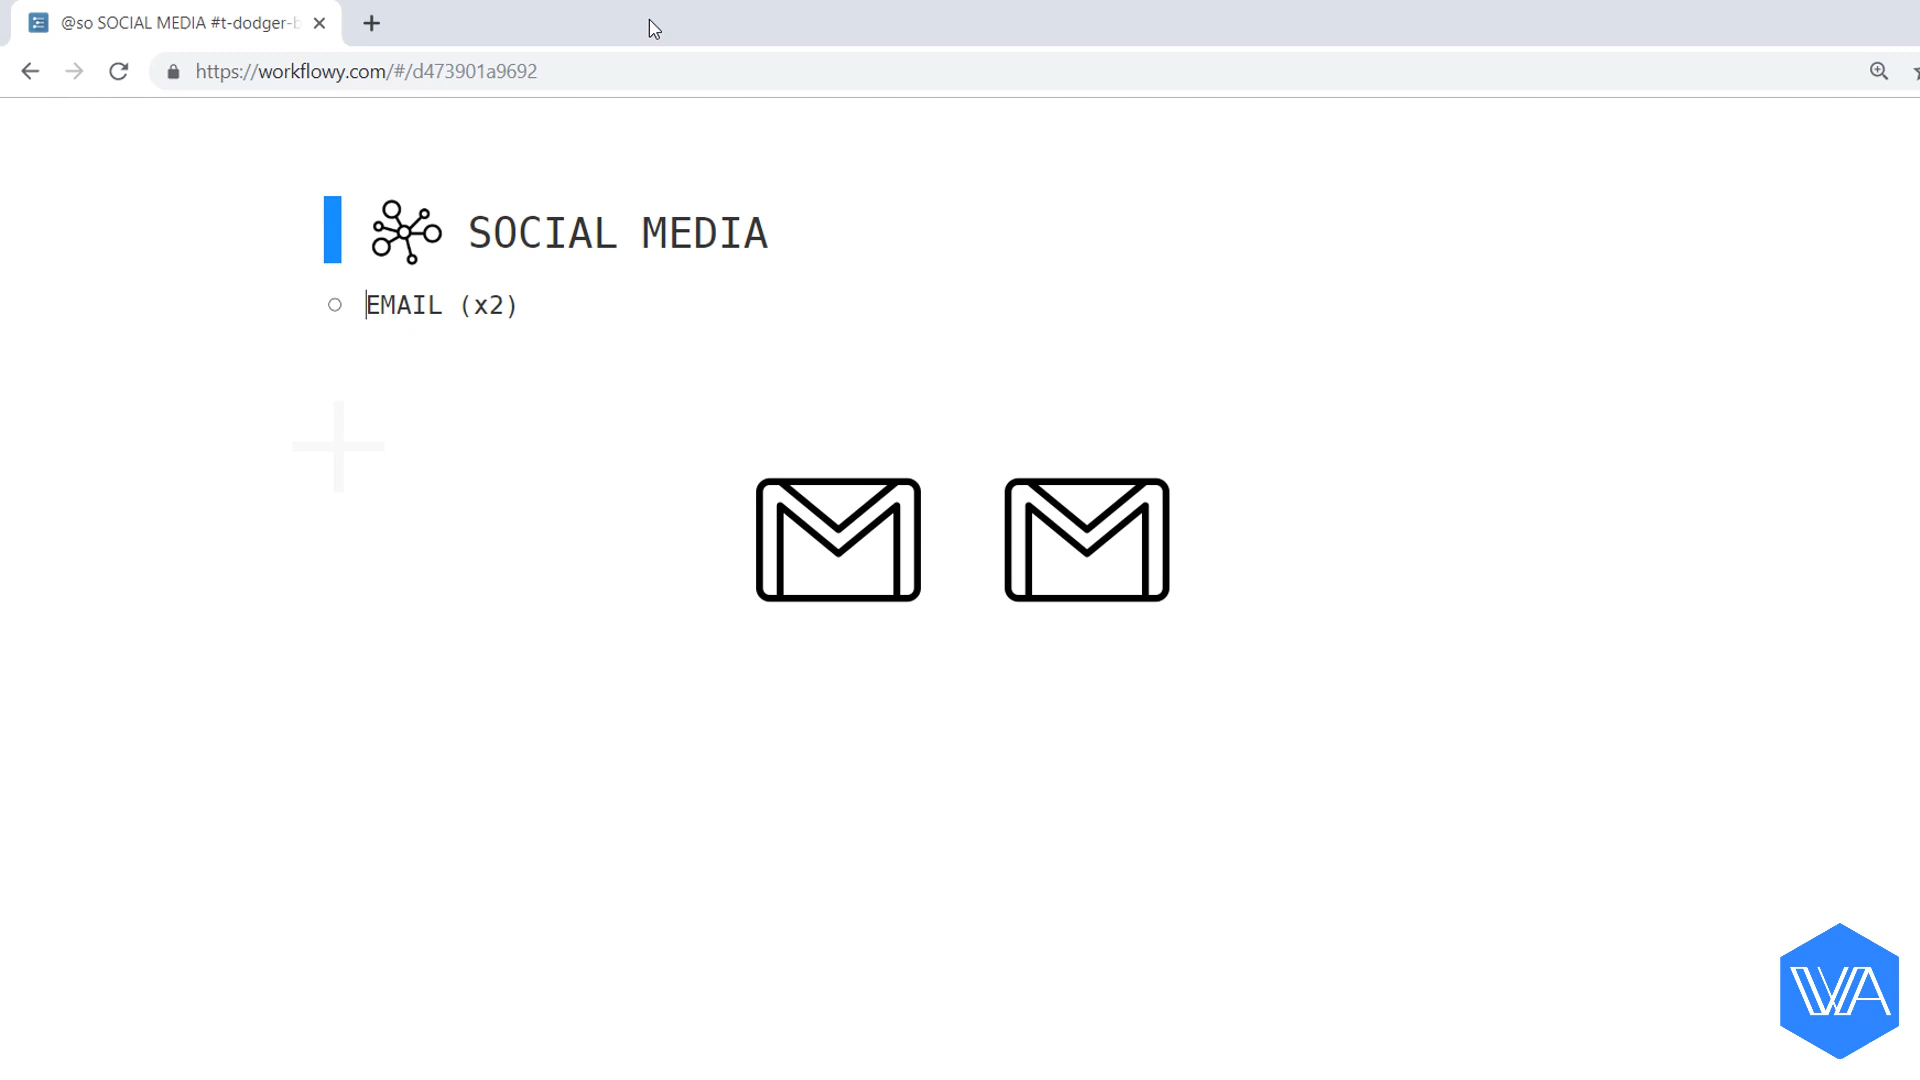 @so SOCIAL MEDIA #t-dodger-b
https://workflowy.com/#/d473901a9692
SOCIAL MEDIA
EMAIL (x2)
WA